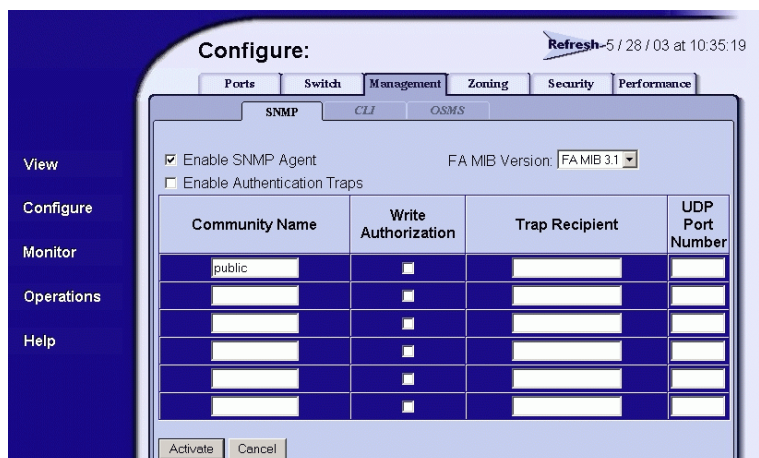 Configure:
Refresh-5 / 28 / 03 at 10:35:19
Ports Switch Management Zoning Security Performance
SNMP CLI OSMS
View
Configure
Monitor
Operations
Help
Enable SNMP Agent FA MIB Version: FA MIB 3.1
Enable Authentication Traps
Community Name Write Authorization Trap Recipient UDP Port Number
public
Activate Cancel